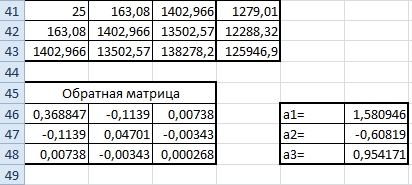 41 25 163,08 1402,966 1279,01
42 163,08 1402,966 13502,57 12288,32
43 1402,966 13502,57 138278,2 125946,9
44
45 Обратная матрица
46 0,368847 -0,1139 0,00738 a1= 1,580946
47 -0,1139 0,04701 -0,00343 a2= -0,60819
48 0,00738 -0,00343 0,000268 a3= 0,954171
49